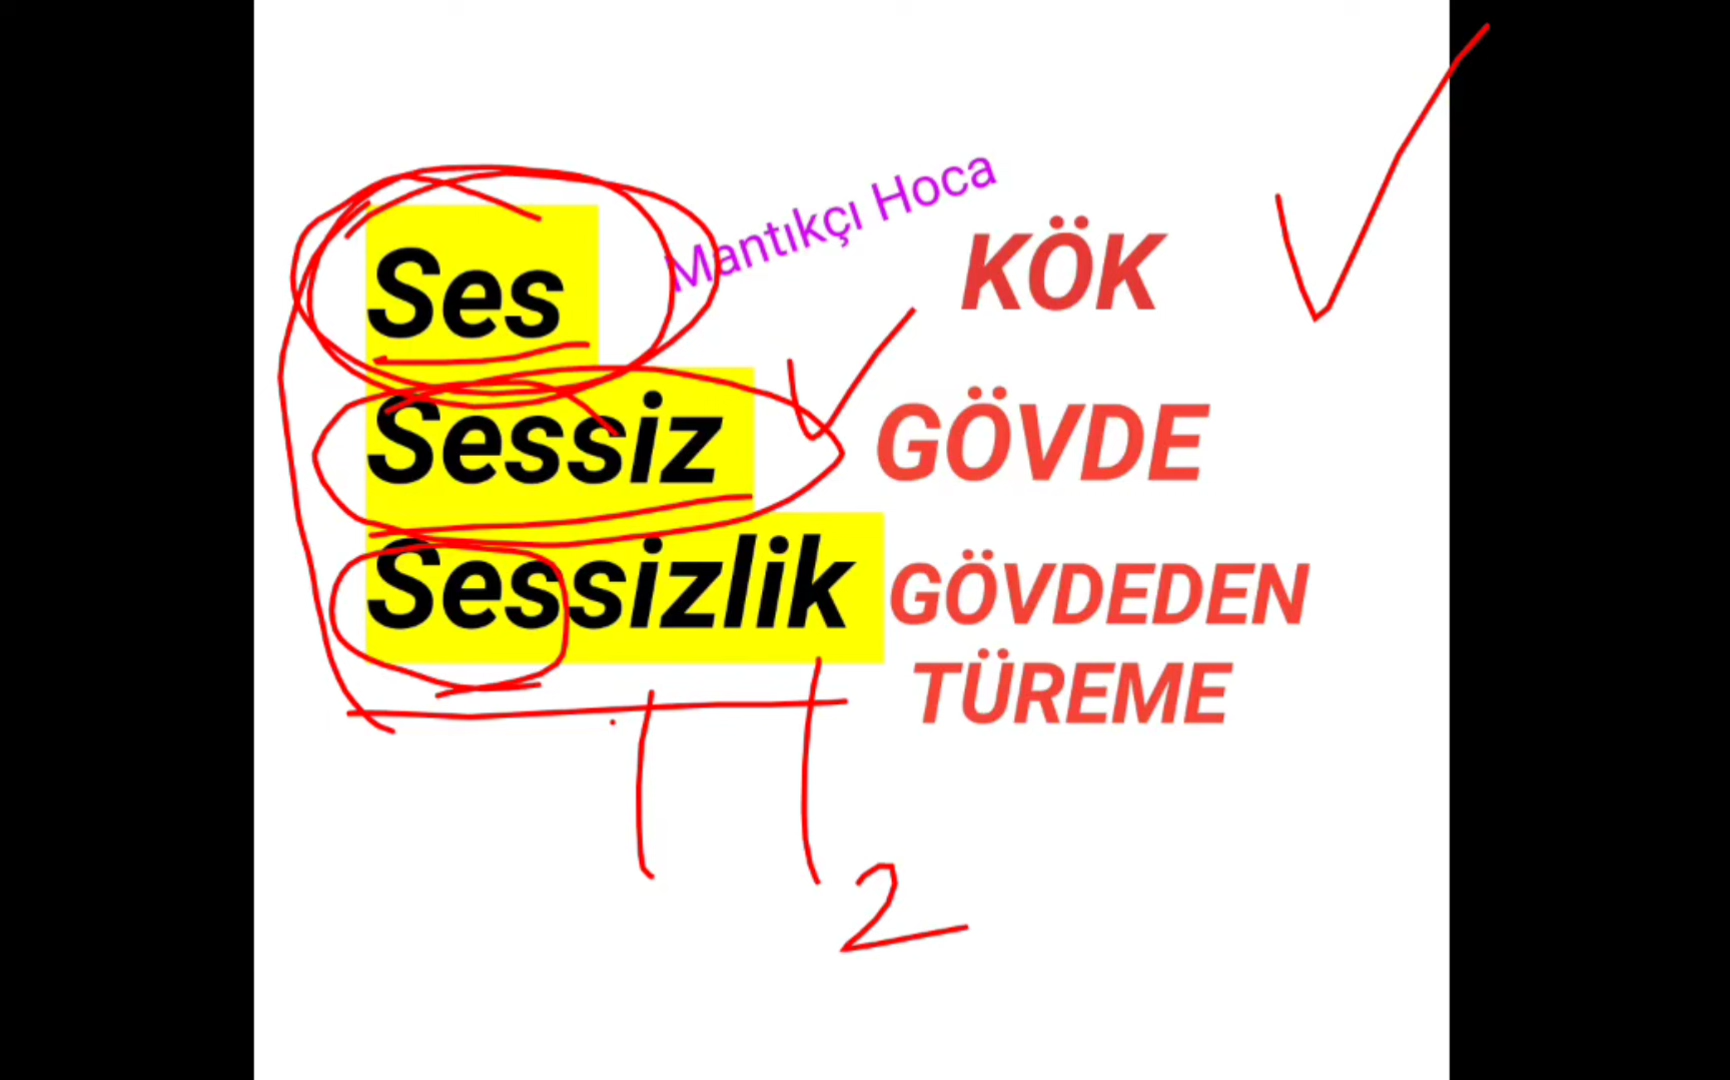 Mantıkçı Hoca
Ses KÖK
Sessiz GÖVDE
Sessizlik GÖVDEDEN
TÜREME
2